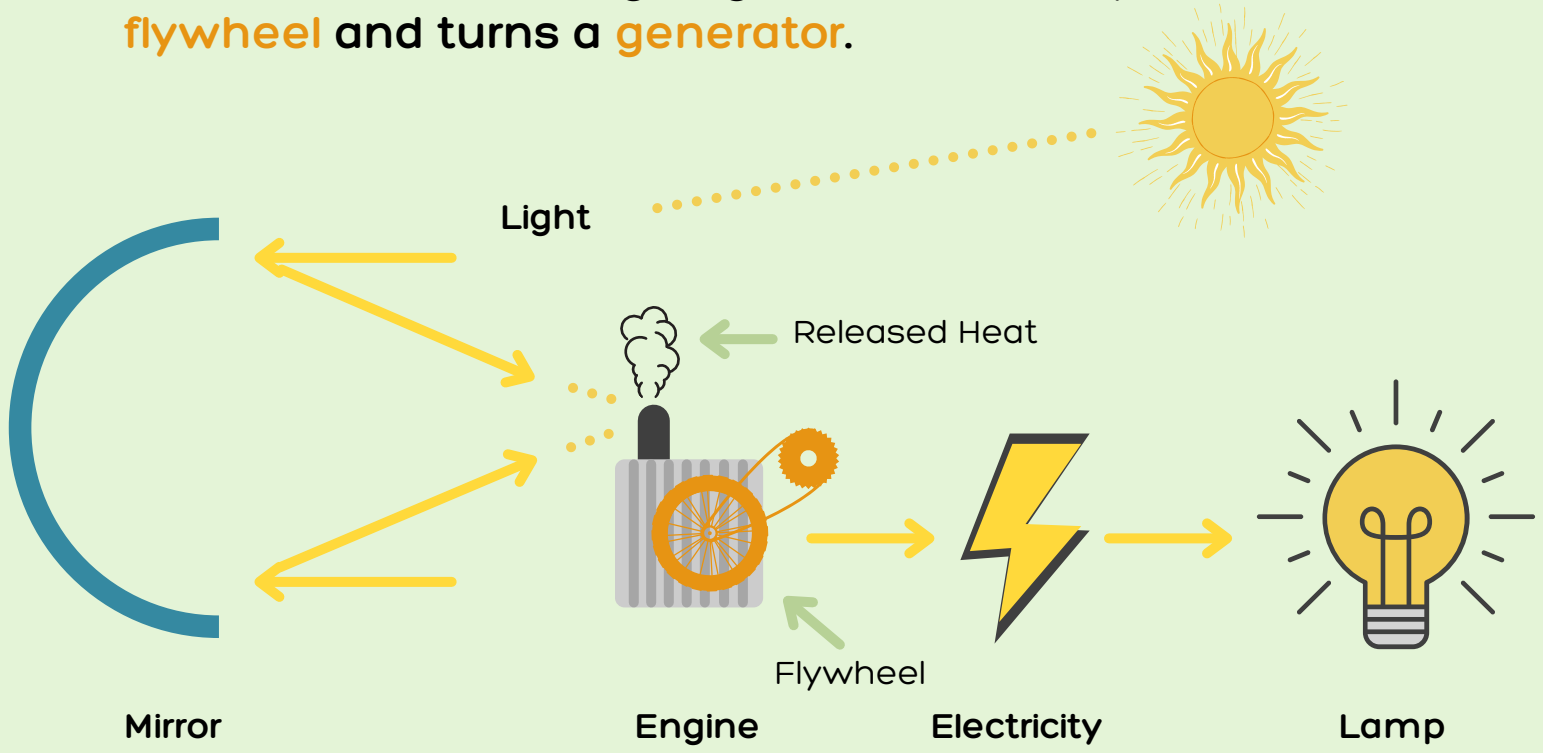 flywheel and turns a generator.
Light
Released Heat
Flywheel
Mirror
Engine
Electricity
Lamp